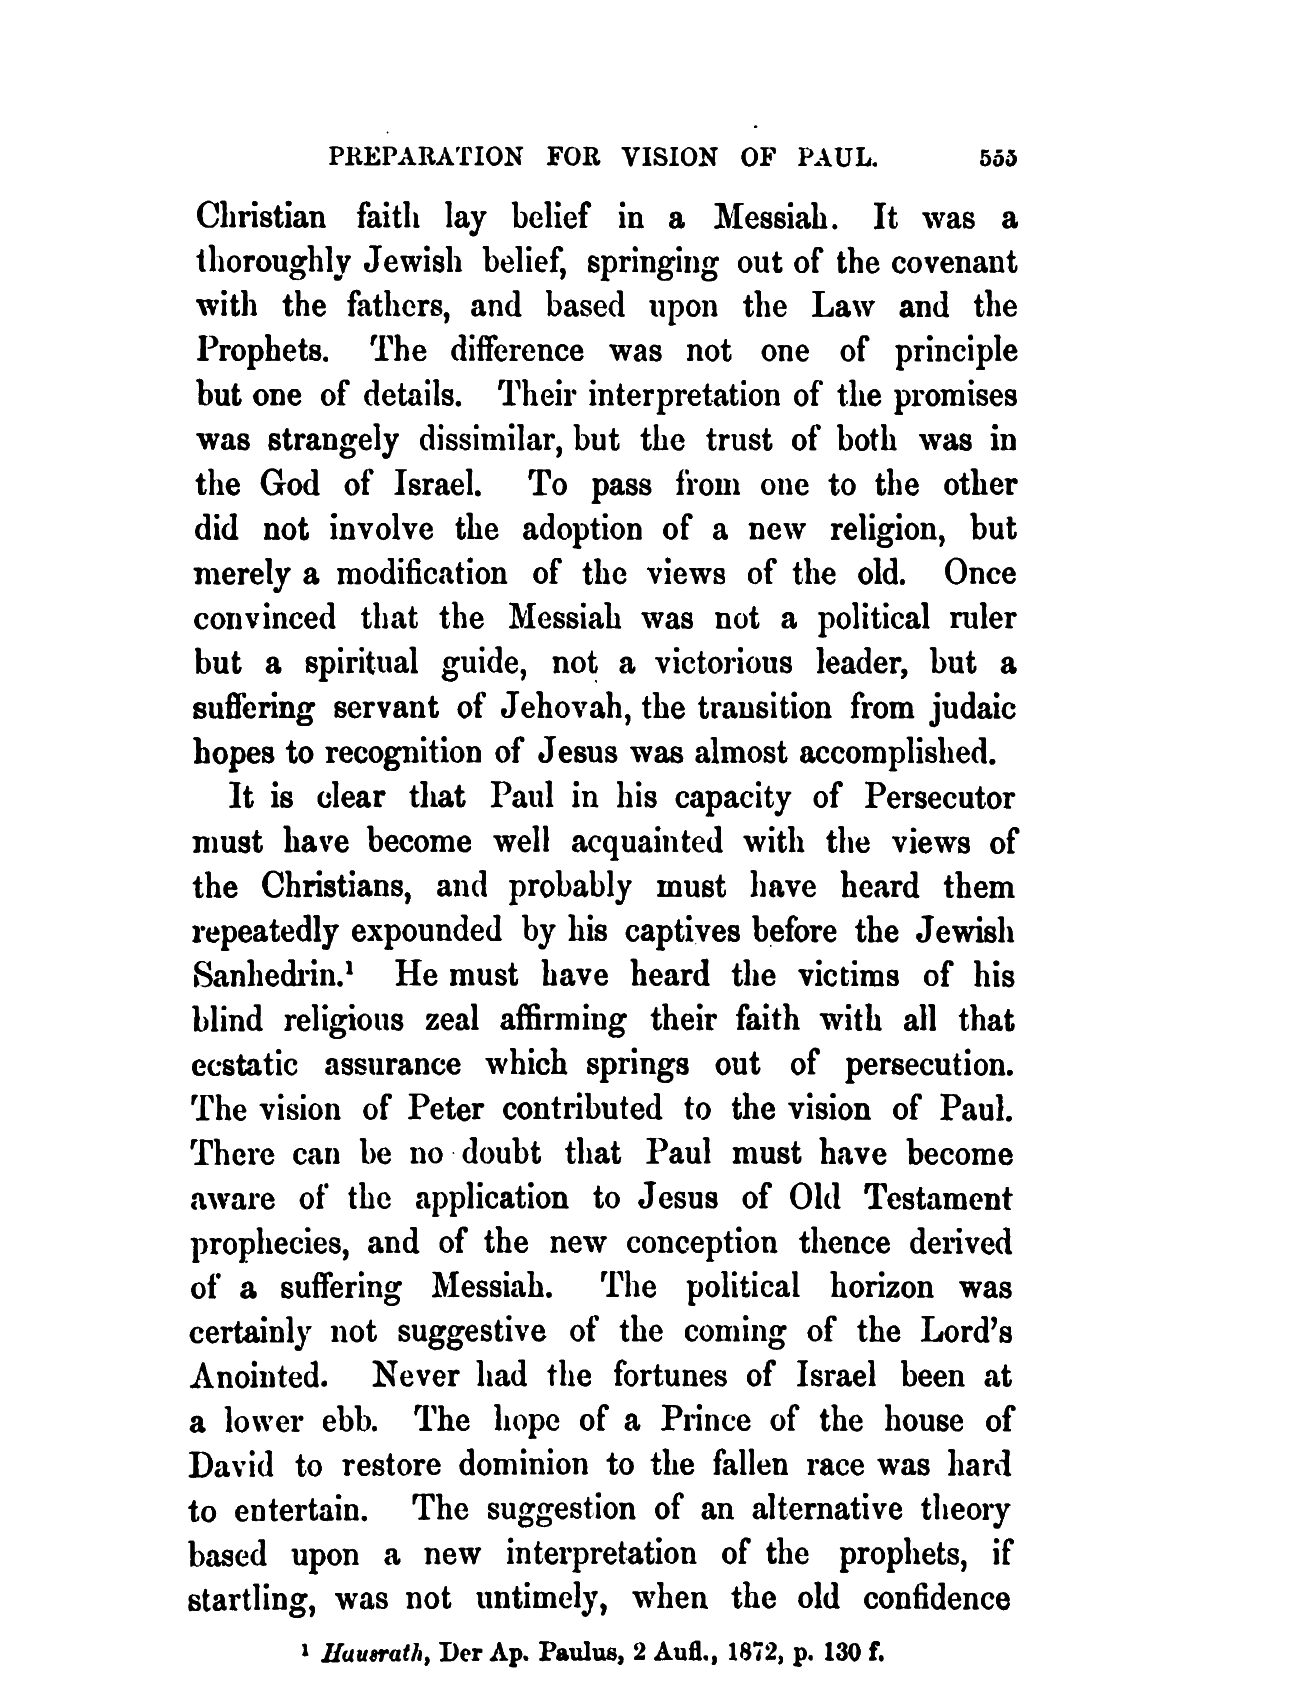 PREPARATION FOR VISION OF PAUL. 555
Christian faith lay belief in a Messiah. It was a
thoroughly Jewish belief, springing out of the covenant
with the fathers, and based upon the Law and the
Prophets. The difference was not one of principle
but one of details. Their interpretation of the promises
was strangely dissimilar, but the trust of both was in
the God of Israel. To pass from one to the other
did not involve the adoption of a new religion, but
merely a modification of the views of the old. Once
convinced that the Messiah was not a political ruler
but a spiritual guide, not a victorious leader, but a
suffering servant of Jehovah, the transition from judaic
hopes to recognition of Jesus was almost accomplished.
It is clear that Paul in his capacity of Persecutor
must have become well acquainted with the views of
the Christians, and probably must have heard them
repeatedly expounded by his captives before the Jewish
Sanhedrin.¹ He must have heard the victims of his
blind religious zeal affirming their faith with all that
ecstatic assurance which springs out of persecution.
The vision of Peter contributed to the vision of Paul.
There can be no doubt that Paul must have become
aware of the application to Jesus of Old Testament
prophecies, and of the new conception thence derived
of a suffering Messiah. The political horizon was
certainly not suggestive of the coming of the Lord's
Anointed. Never had the fortunes of Israel been at
a lower ebb. The hope of a Prince of the house of
David to restore dominion to the fallen race was hard
to entertain. The suggestion of an alternative theory
based upon a new interpretation of the prophets, if
startling, was not untimely, when the old confidence
¹ Hausrath, Der Ap. Paulus, 2 Aufl., 1872, p. 130 f.